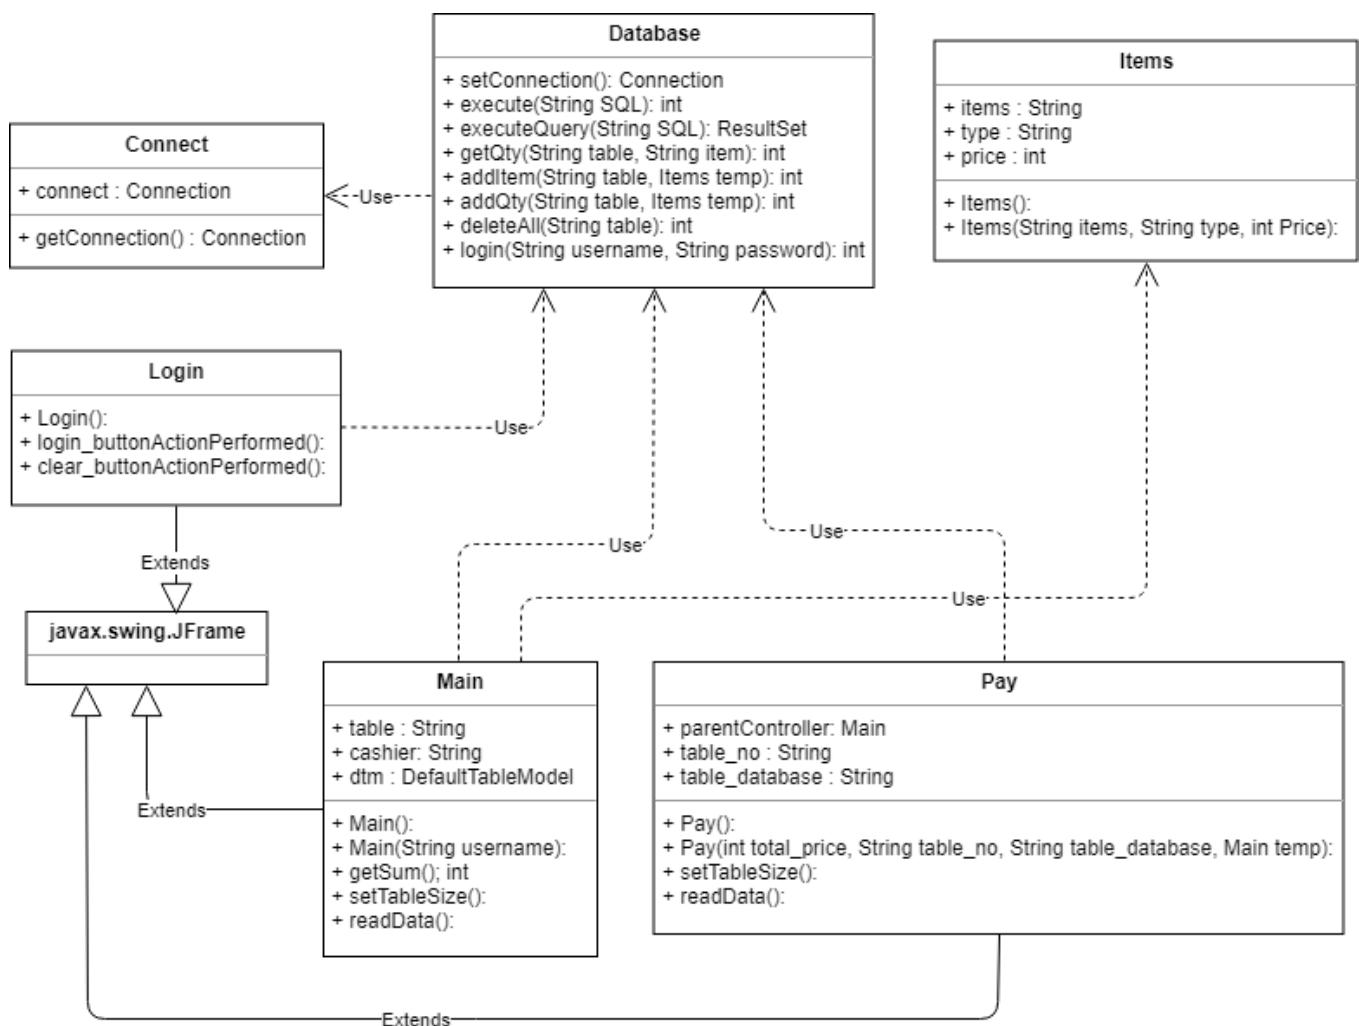 Database
+ setConnection(): Connection
+ execute(String SQL): int
+ executeQuery(String SQL): ResultSet
+ getQty(String table, String item): int
+ addItem(String table, Items temp): int
+ addQty(String table, Items temp): int
+ deleteAll(String table): int
+ login(String username, String password): int
Items
+ items : String
+ type : String
+ price : int
+ Items():
+ Items(String items, String type, int Price):
Connect
+ connect : Connection
+ getConnection() : Connection
Use
Login
+ Login():
+ login_buttonActionPerformed():
+ clear_buttonActionPerformed():
Use
Extends
Use
Use
Use
javax.swing.JFrame
Main
+ table : String
+ cashier: String
+ dtm : DefaultTableModel
+ Main():
+ Main(String username):
+ getSum(); int
+ setTableSize():
+ readData():
Extends
Pay
+ parentController: Main
+ table_no : String
+ table_database : String
+ Pay():
+ Pay(int total_price, String table_no, String table_database, Main temp):
+ setTableSize():
+ readData():
Extends